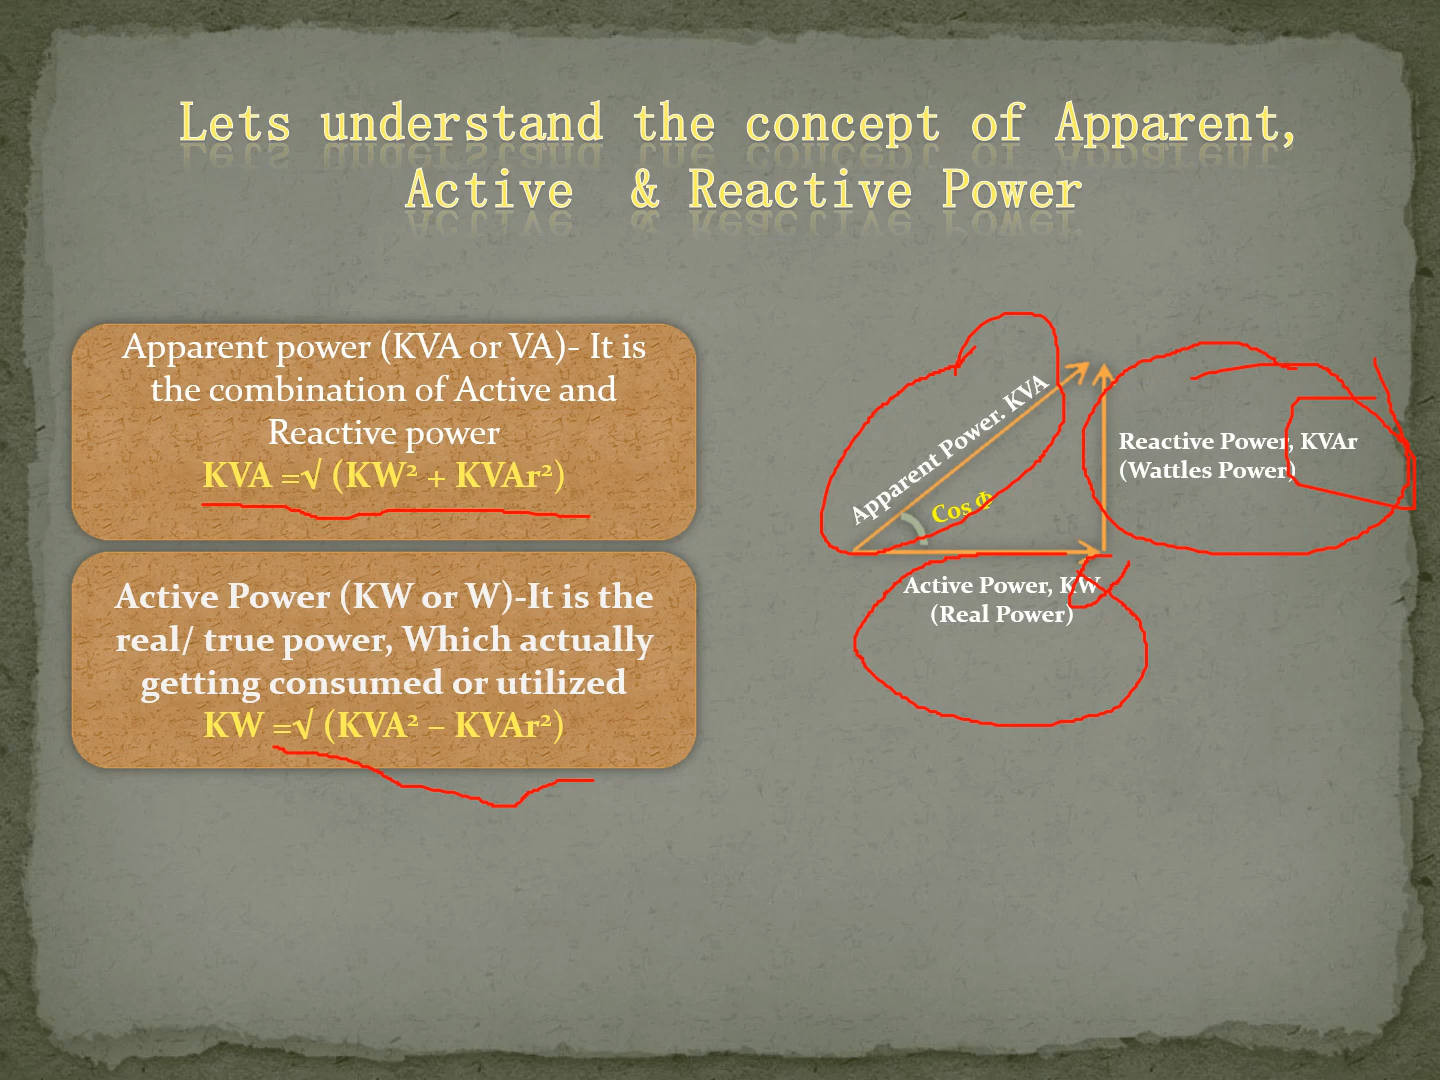 Lets understand the concept of Apparent,
Active & Reactive Power
Apparent power (KVA or VA)- It is
the combination of Active and
Reactive power
KVA =√ (KW² + KVAr²)
Active Power (KW or W)-It is the
real/ true power, Which actually
getting consumed or utilized
KW =√ (KVA² – KVAr²)
Apparent Power. KVA
Cos Φ
Reactive Power, KVAr
(Wattles Power)
Active Power, KW
(Real Power)